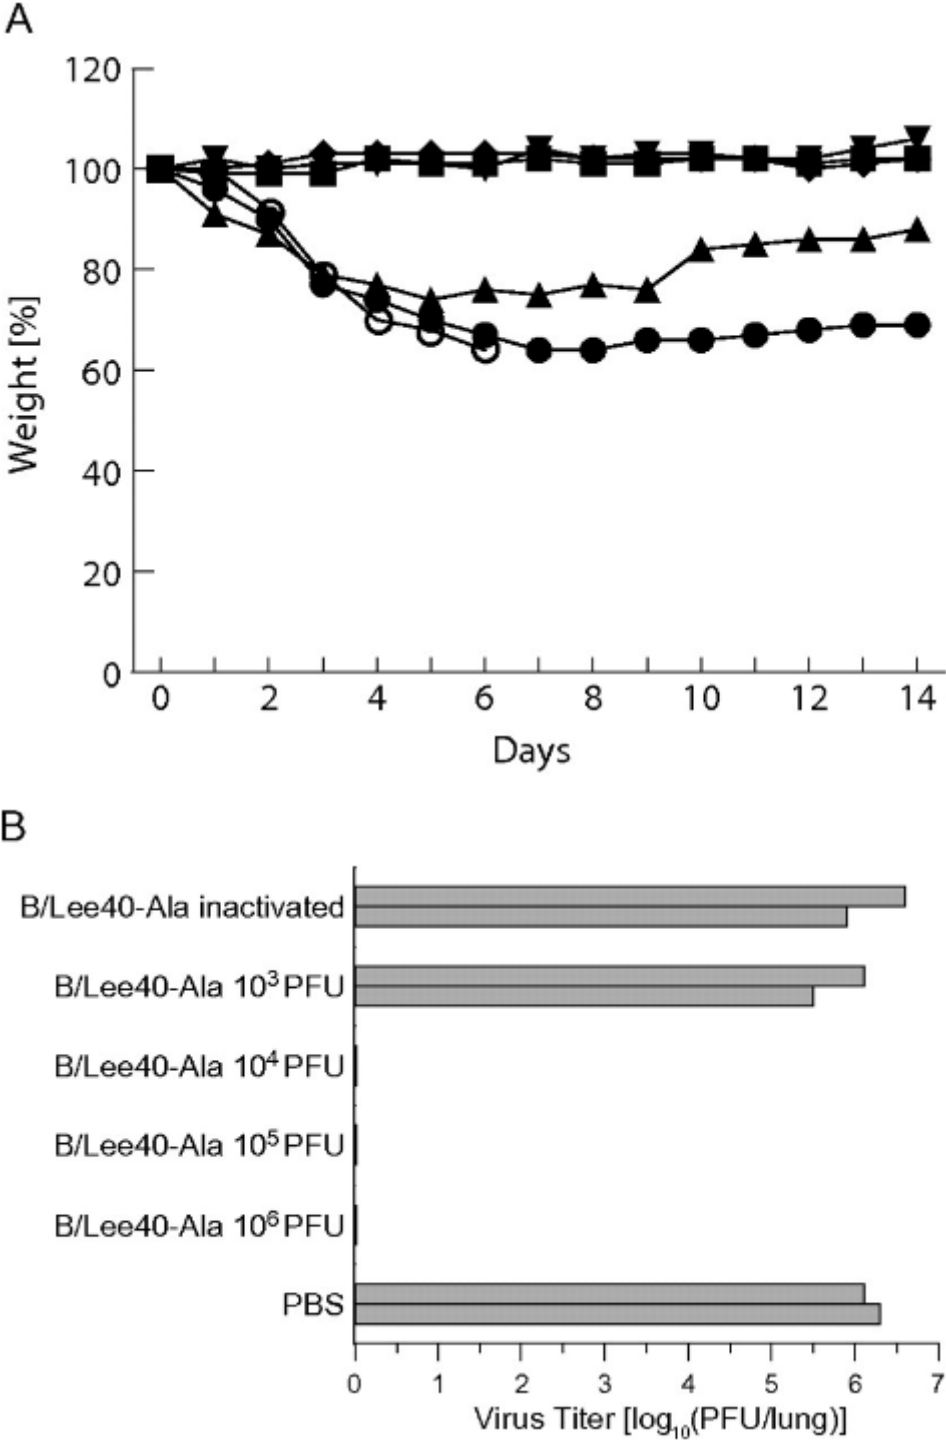 A
120
100
80
60
40
20
0
Weight [%]
0 2 4 6 8 10 12 14
Days
B
B/Lee40-Ala inactivated
B/Lee40-Ala 10³ PFU
B/Lee40-Ala 10⁴ PFU
B/Lee40-Ala 10⁵ PFU
B/Lee40-Ala 10⁶ PFU
PBS
0 1 2 3 4 5 6 7
Virus Titer [log₁₀(PFU/lung)]